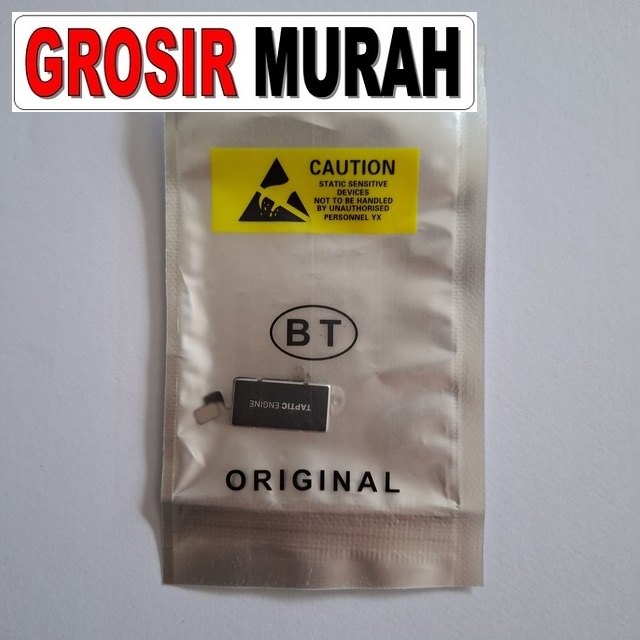 GROSIR MURAH
CAUTION
STATIC SENSITIVE
DEVICES
NOT TO BE HANDLED
BY UNAUTHORISED
PERSONNEL YX
BT
TAPTIC ENGINE
ORIGINAL